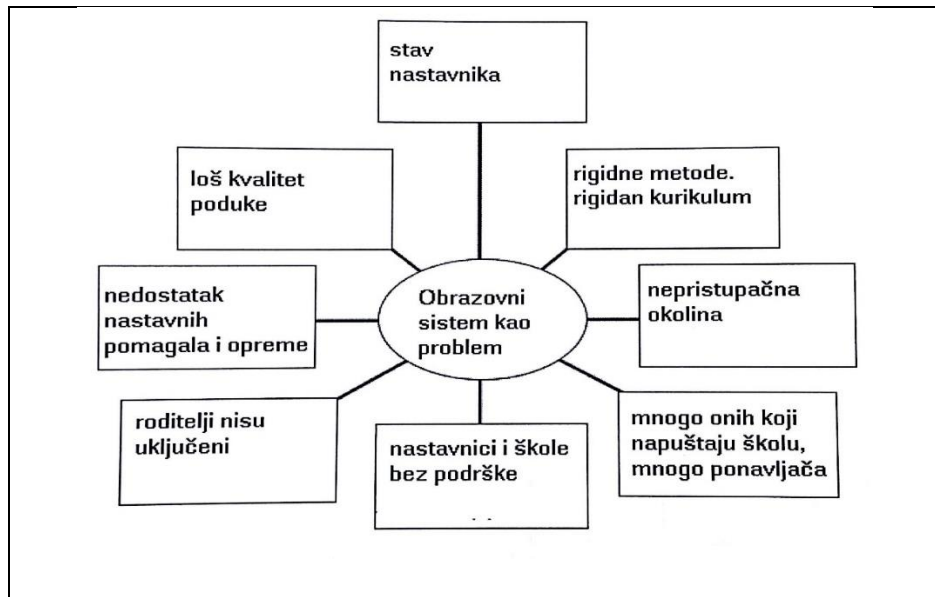 stav
nastavnika
loš kvalitet
poduke
rigidne metode.
rigidan kurikulum
nedostatak
nastavnih
pomagala i opreme
Obrazovni
sistem kao
problem
nepristupačna
okolina
roditelji nisu
uključeni
nastavnici i škole
bez podrške
mnogo onih koji
napuštaju školu,
mnogo ponavljača